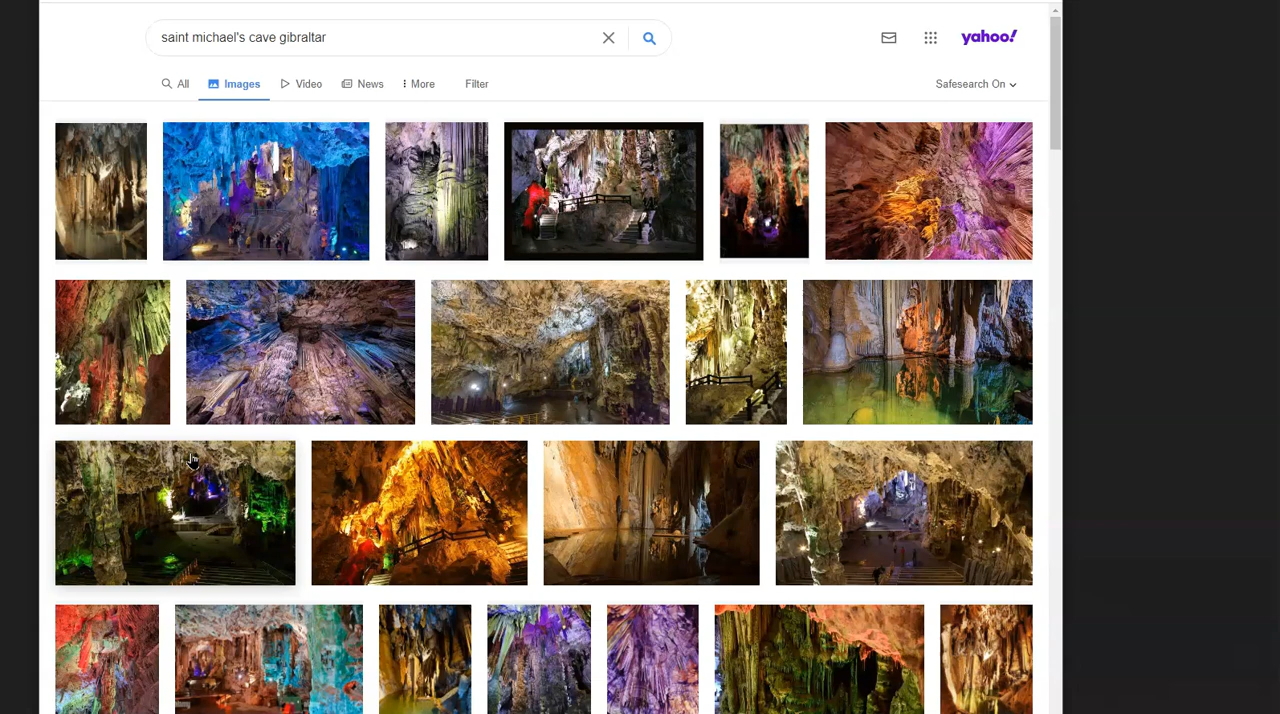 saint michael's cave gibraltar
yahoo!
All
Images
Video
News
More
Filter
Safesearch On